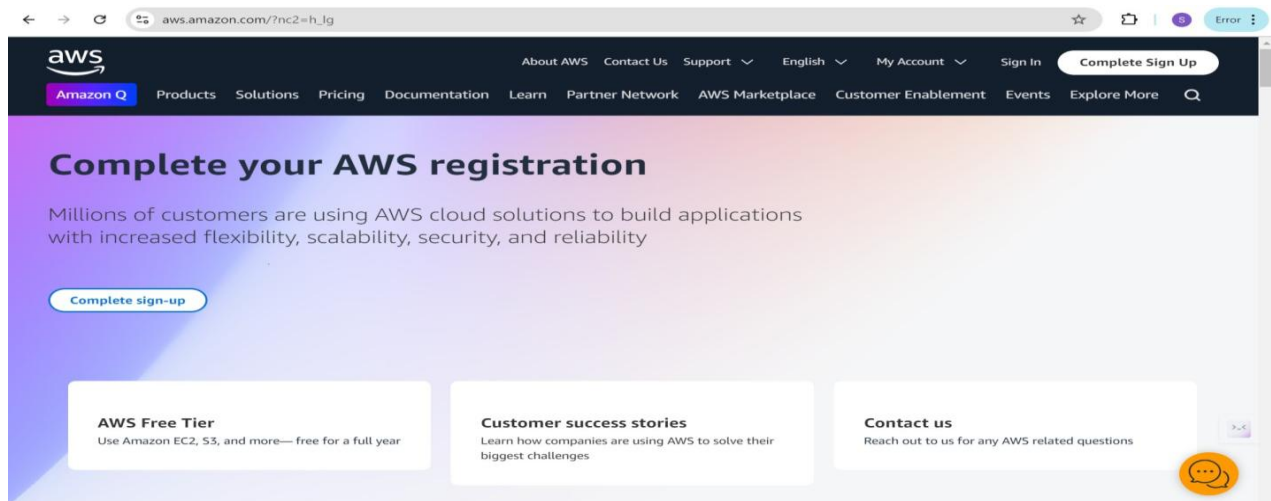 aws.amazon.com/?nc2=h_lg
S
Error
aws
About AWS Contact Us Support English My Account Sign In Complete Sign Up
Amazon Q Products Solutions Pricing Documentation Learn Partner Network AWS Marketplace Customer Enablement Events Explore More
Complete your AWS registration
Millions of customers are using AWS cloud solutions to build applications
with increased flexibility, scalability, security, and reliability
Complete sign-up
AWS Free Tier
Use Amazon EC2, S3, and more— free for a full year
Customer success stories
Learn how companies are using AWS to solve their
biggest challenges
Contact us
Reach out to us for any AWS related questions